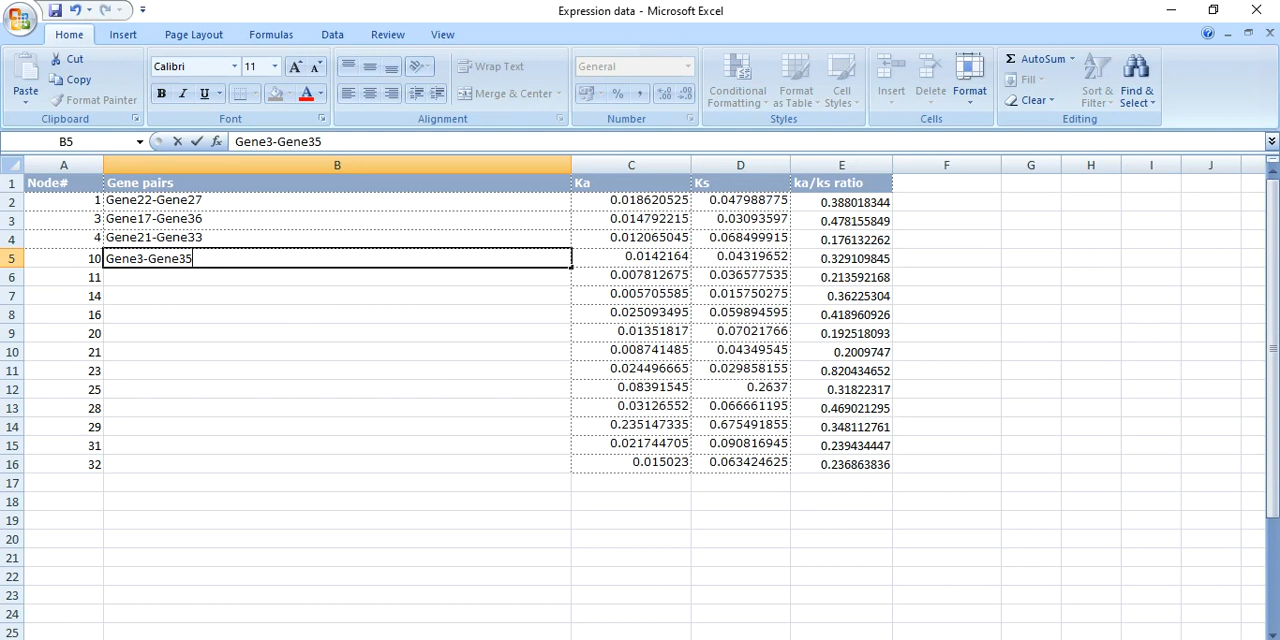 Expression data - Microsoft Excel
Home Insert Page Layout Formulas Data Review View
Cut
Copy
Format Painter
Paste
Clipboard
Calibri 11
B I U
Font
Wrap Text
Merge & Center
Alignment
General
%
Number
Conditional Formatting
Format as Table
Cell Styles
Styles
Insert Delete Format
Cells
Σ AutoSum
Fill
Clear
Sort & Filter
Find & Select
Editing
B5 fx Gene3-Gene35
A B C D E F G H I J
1 Node# Gene pairs Ka Ks ka/ks ratio
2 1 Gene22-Gene27 0.018620525 0.047988775 0.388018344
3 3 Gene17-Gene36 0.014792215 0.03093597 0.478155849
4 4 Gene21-Gene33 0.012065045 0.068499915 0.176132262
5 10 Gene3-Gene35 0.0142164 0.04319652 0.329109845
6 11 0.007812675 0.036577535 0.213592168
7 14 0.005705585 0.015750275 0.36225304
8 16 0.025093495 0.059894595 0.418960926
9 20 0.01351817 0.07021766 0.192518093
10 21 0.008741485 0.04349545 0.2009747
11 23 0.024496665 0.029858155 0.820434652
12 25 0.08391545 0.2637 0.31822317
13 28 0.03126552 0.066661195 0.469021295
14 29 0.235147335 0.675491855 0.348112761
15 31 0.021744705 0.090816945 0.239434447
16 32 0.015023 0.063424625 0.236863836
17
18
19
20
21
22
23
24
25